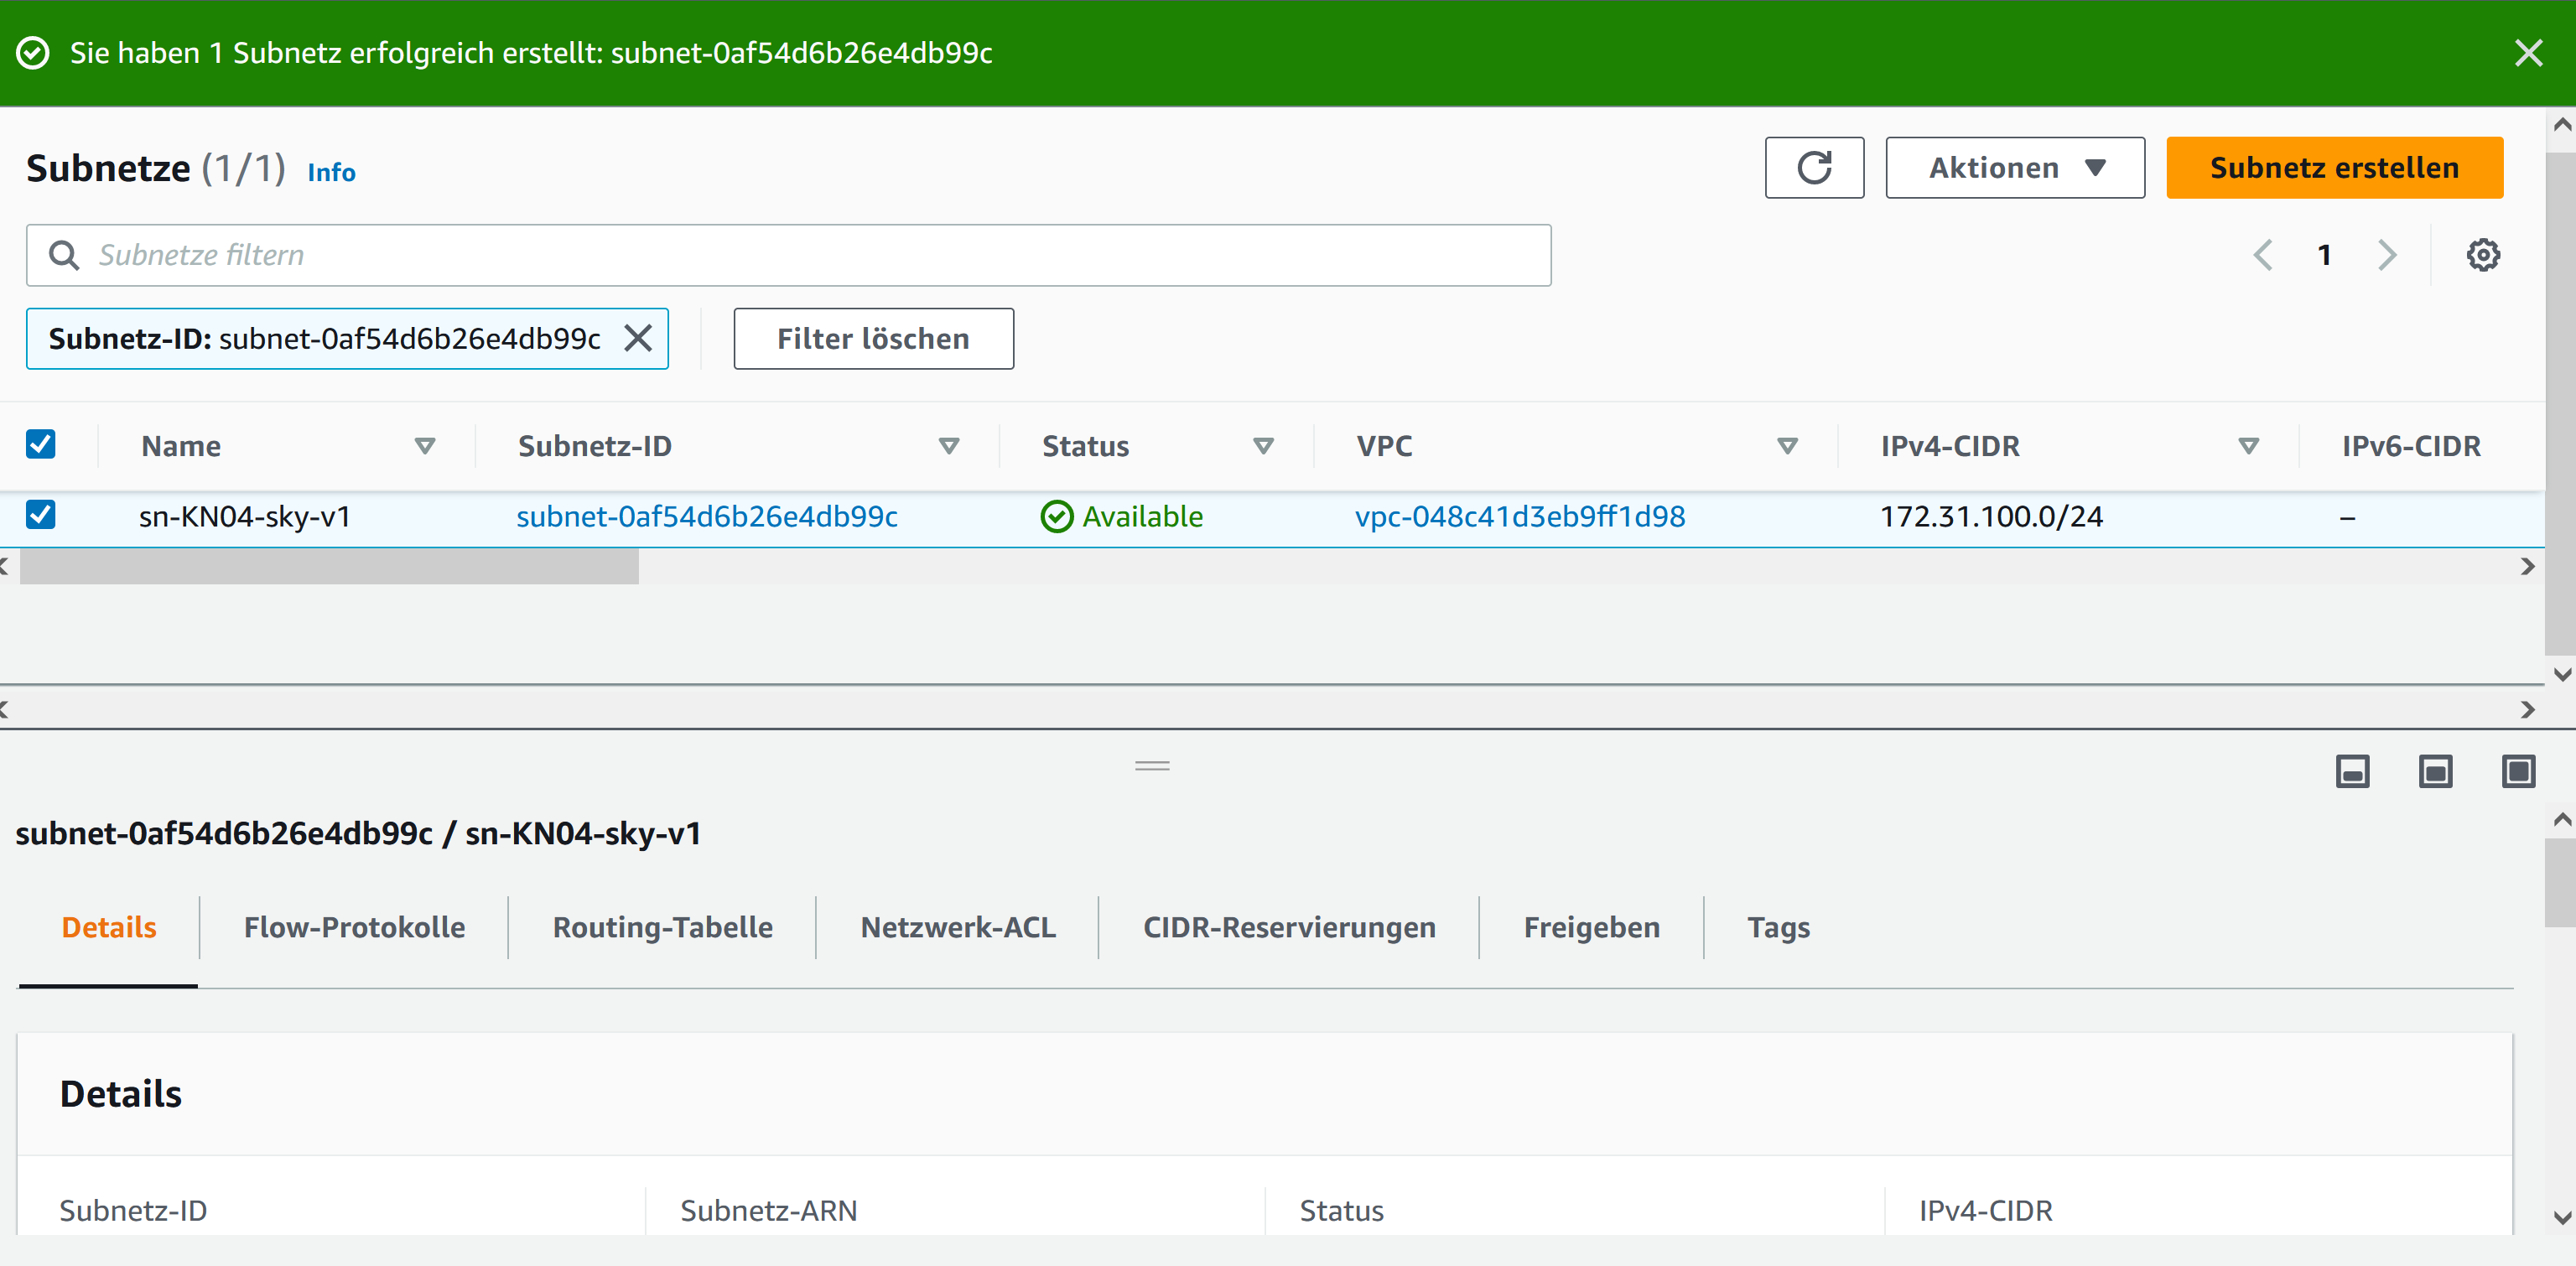 Sie haben 1 Subnetz erfolgreich erstellt: subnet-0af54d6b26e4db99c
Subnetze (1/1) Info
Aktionen
Subnetz erstellen
Subnetze filtern
1
Subnetz-ID: subnet-0af54d6b26e4db99c
Filter löschen
Name Subnetz-ID Status VPC IPv4-CIDR IPv6-CIDR
sn-KN04-sky-v1 subnet-0af54d6b26e4db99c Available vpc-048c41d3eb9ff1d98 172.31.100.0/24 –
subnet-0af54d6b26e4db99c / sn-KN04-sky-v1
Details Flow-Protokolle Routing-Tabelle Netzwerk-ACL CIDR-Reservierungen Freigeben Tags
Details
Subnetz-ID Subnetz-ARN Status IPv4-CIDR